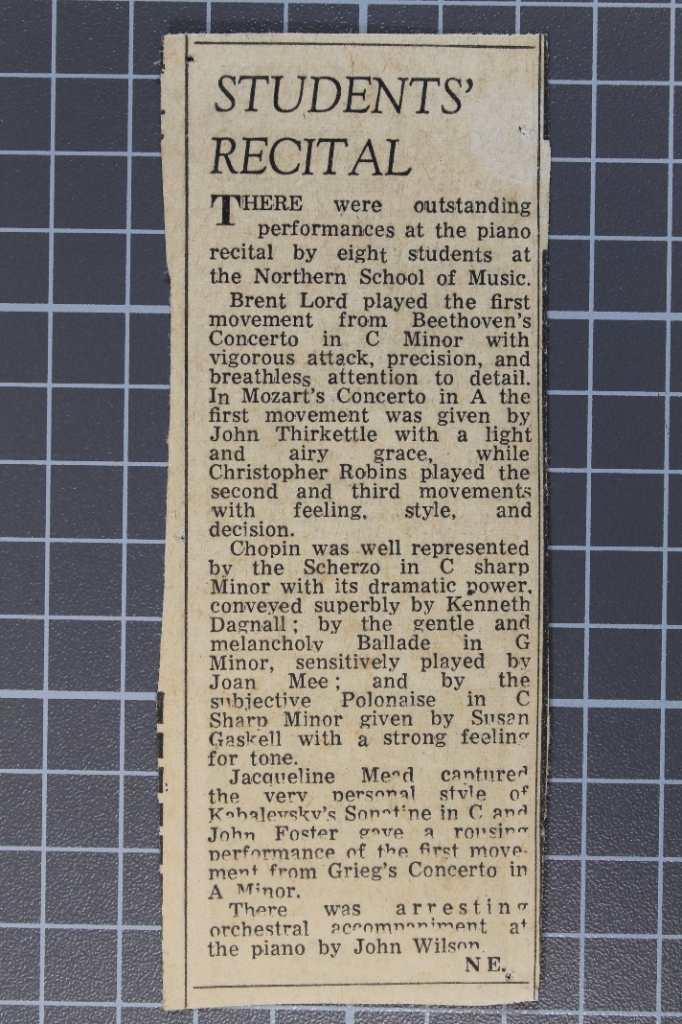 STUDENTS'
RECITAL
THERE were outstanding
performances at the piano
recital by eight students at
the Northern School of Music.
Brent Lord played the first
movement from Beethoven's
Concerto in C Minor with
vigorous attack, precision, and
breathless attention to detail.
In Mozart's Concerto in A the
first movement was given by
John Thirkettle with a light
and airy grace, while
Christopher Robins played the
second and third movements
with feeling, style, and
decision.
Chopin was well represented
by the Scherzo in C sharp
Minor with its dramatic power,
conveyed superbly by Kenneth
Dagnall; by the gentle and
melancholy Ballade in G
Minor, sensitively played by
Joan Mee; and by the
subjective Polonaise in C
Sharp Minor given by Susan
Gaskell with a strong feeling
for tone.
Jacqueline Mead captured
the very personal style of
Kabalevsky's Sonatine in C and
John Foster gave a rousing
performance of the first move-
ment from Grieg's Concerto in
A Minor.
There was arresting
orchestral accompaniment at
the piano by John Wilson.
N E.